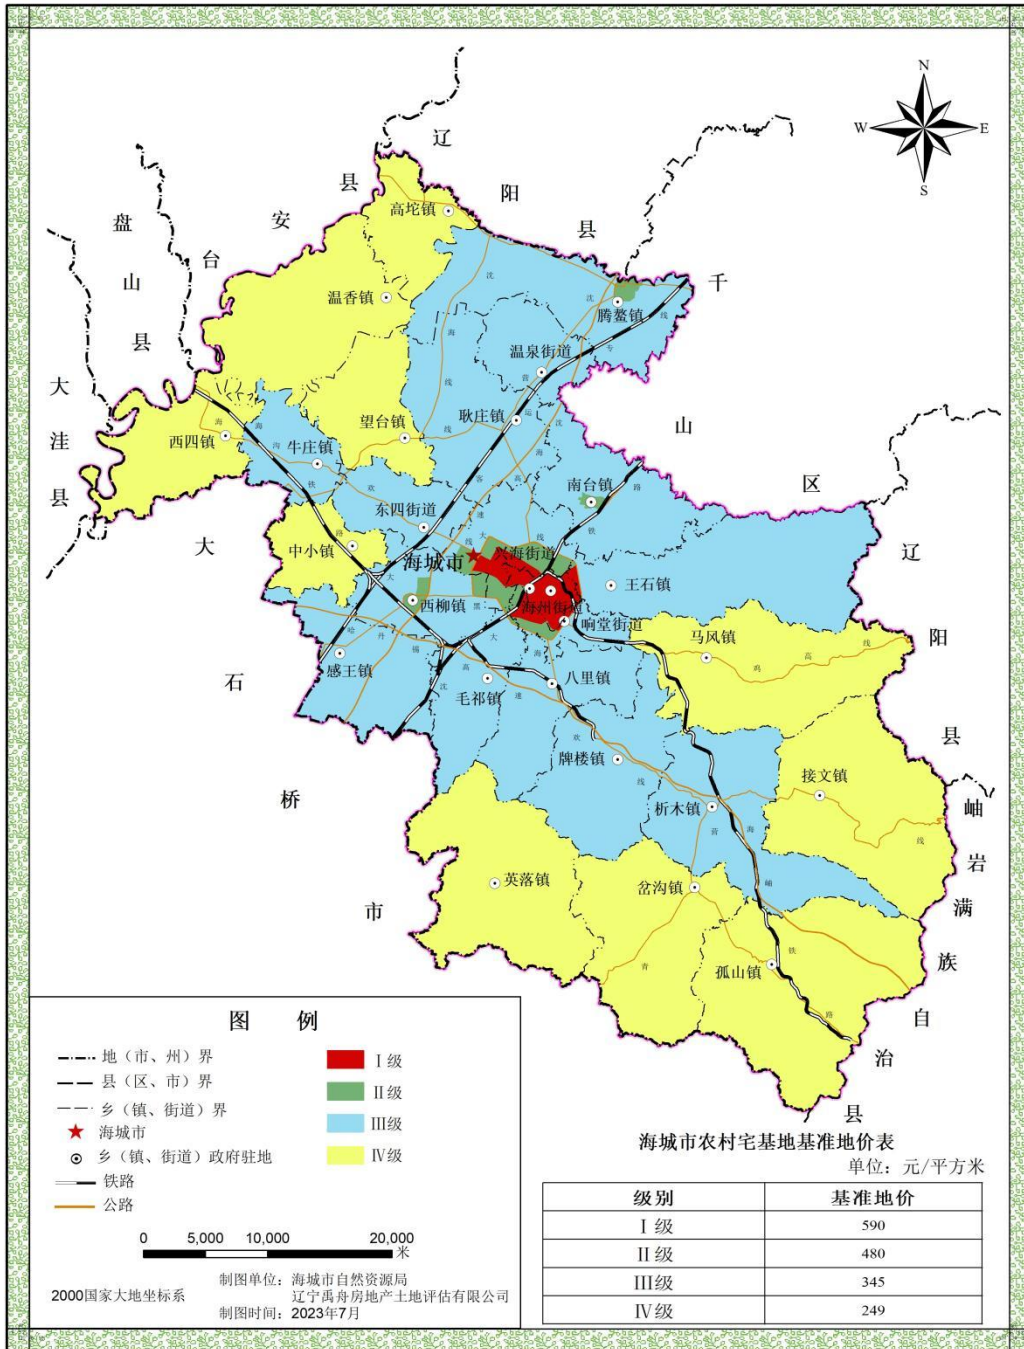 N
W
E
S
辽阳县
台安县
盘山县
大洼县
大石桥市
千山区
辽阳县
岫岩满族自治县
高坨镇
温香镇
腾鳌镇
温泉街道
耿庄镇
望台镇
西四镇
牛庄镇
南台镇
东四街道
中小镇
海城市
兴海街道
王石镇
西柳镇
海州街道
响堂街道
马风镇
感王镇
毛祁镇
八里镇
牌楼镇
接文镇
析木镇
英落镇
岔沟镇
孤山镇
图 例
地（市、州）界
县（区、市）界
乡（镇、街道）界
海城市
乡（镇、街道）政府驻地
铁路
公路
Ⅰ级
Ⅱ级
Ⅲ级
Ⅳ级
0 5,000 10,000 20,000
米
2000国家大地坐标系
制图单位：海城市自然资源局
辽宁禹舟房地产土地评估有限公司
制图时间：2023年7月
海城市农村宅基地基准地价表
单位：元/平方米
级别 基准地价
Ⅰ级 590
Ⅱ级 480
Ⅲ级 345
Ⅳ级 249